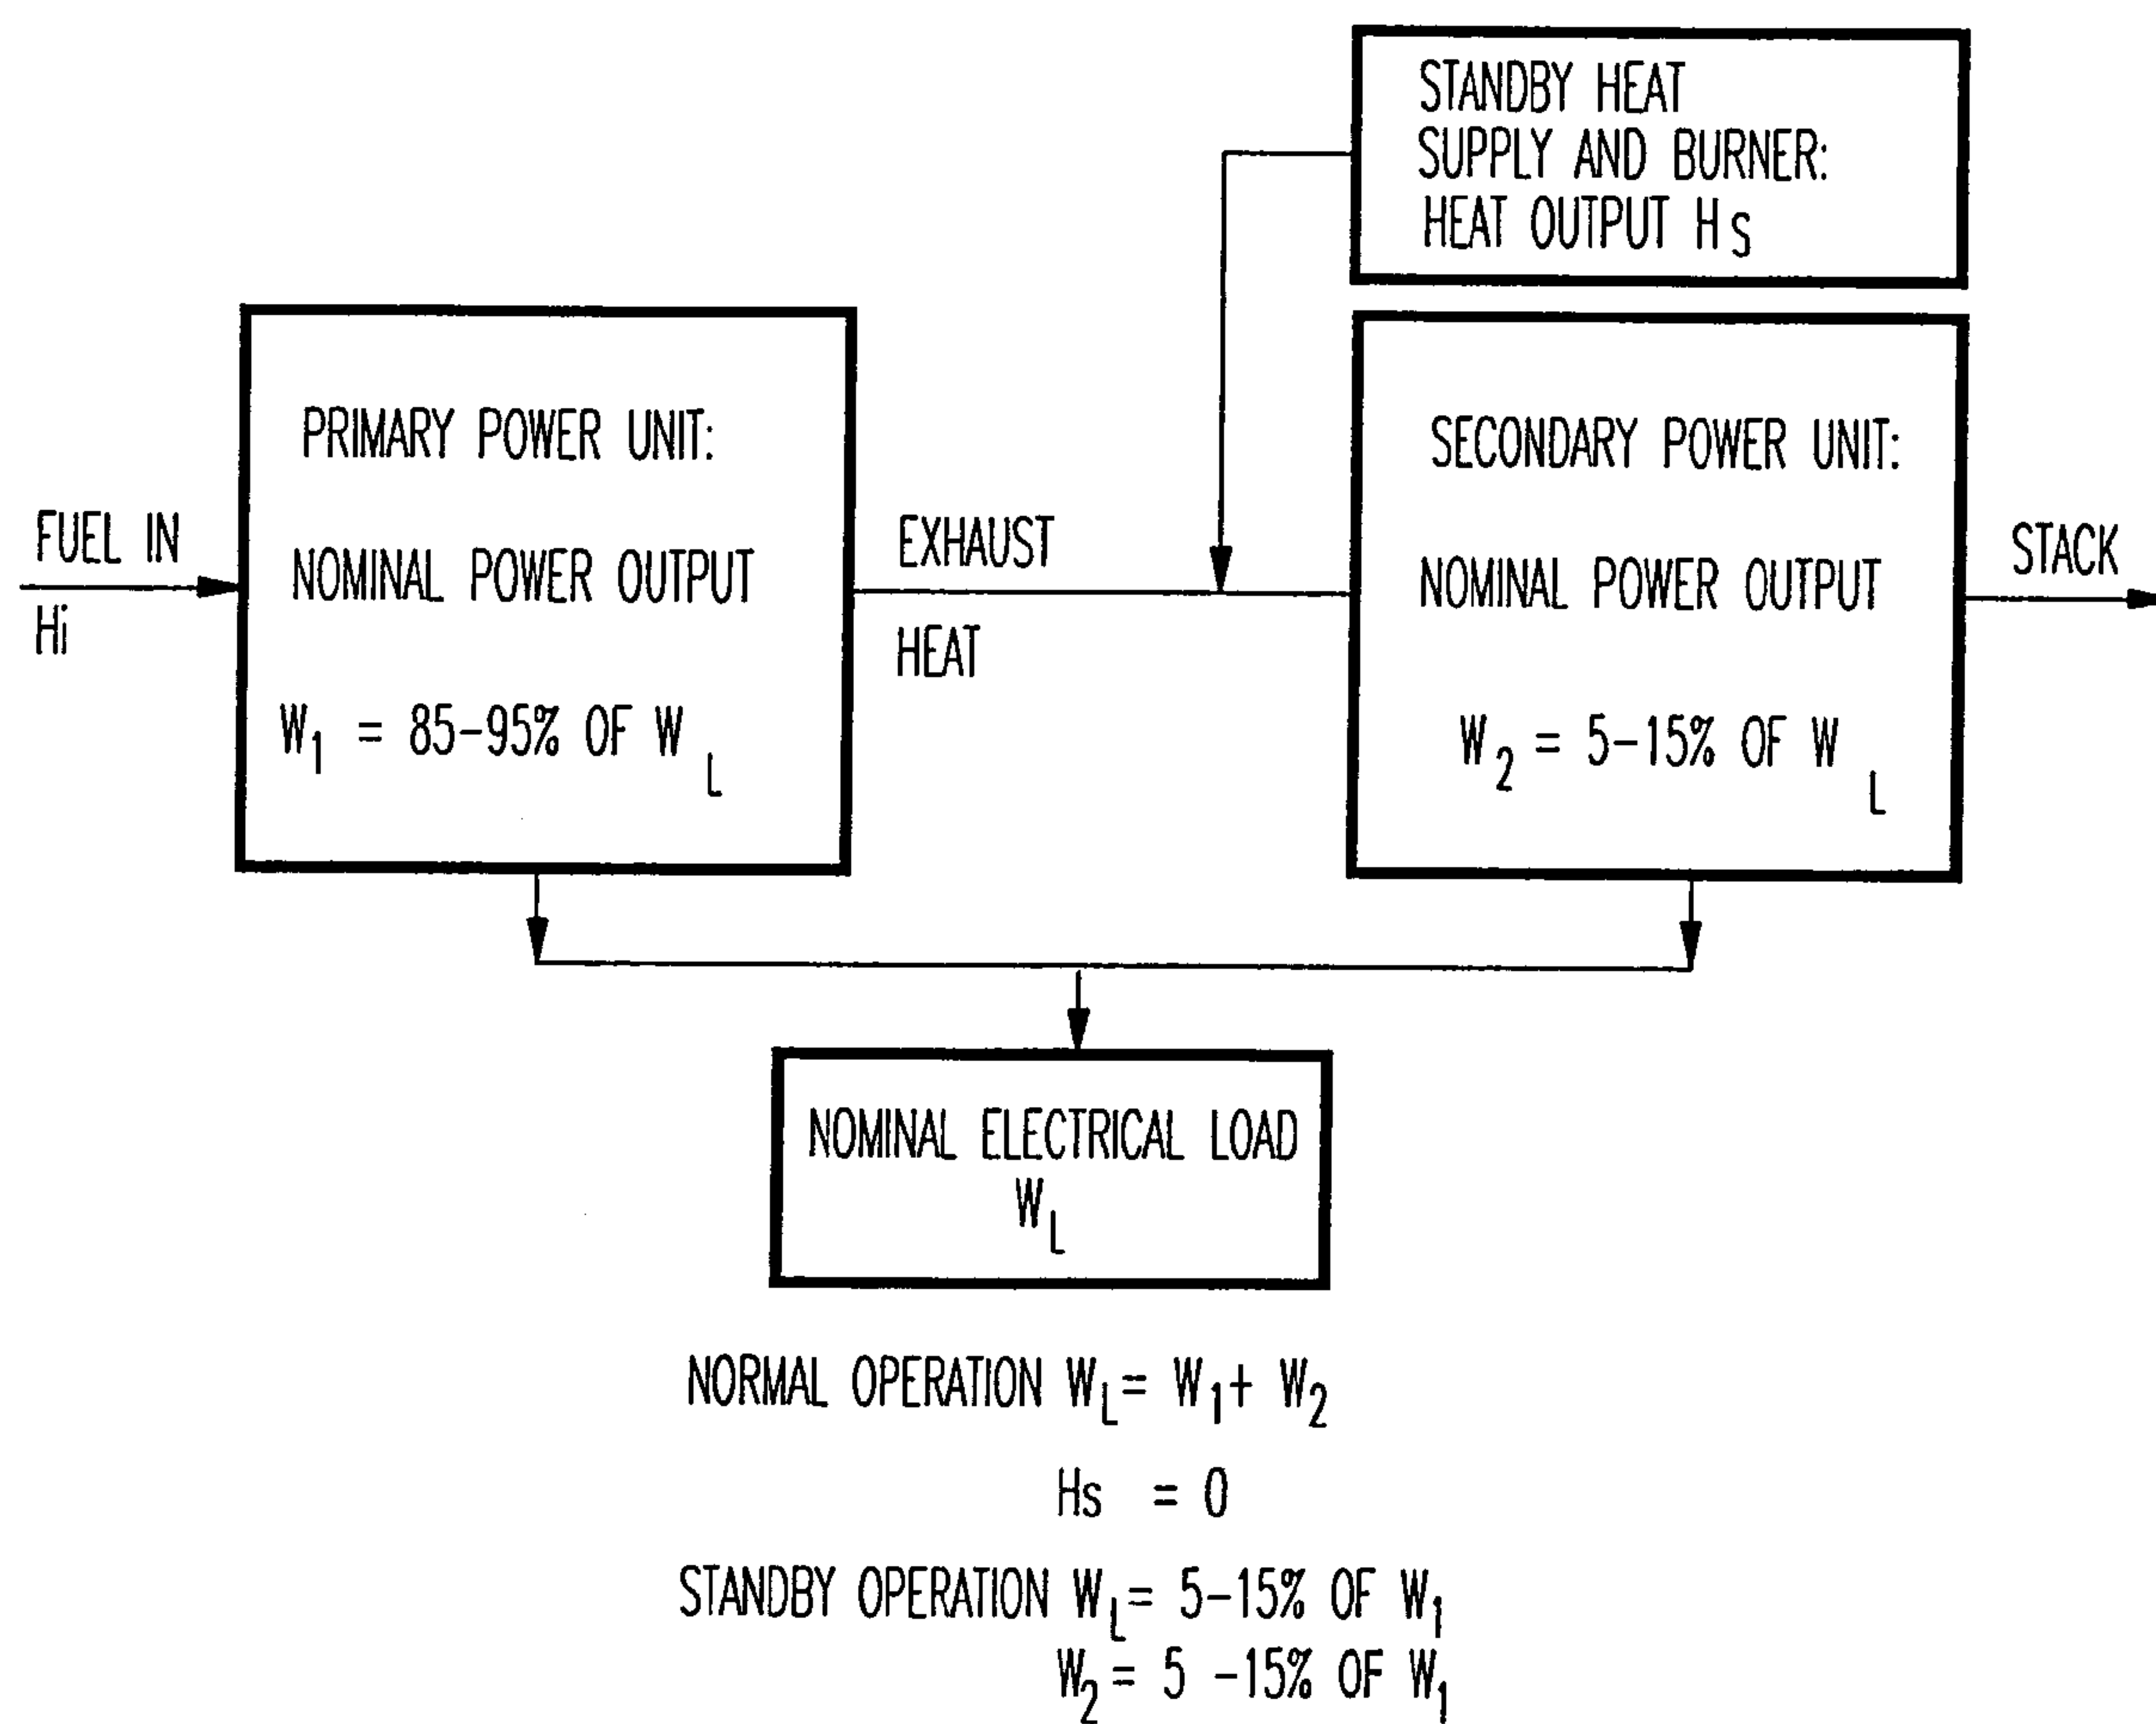 STANDBY HEAT
SUPPLY AND BURNER:
HEAT OUTPUT HS
PRIMARY POWER UNIT:
NOMINAL POWER OUTPUT
W1 = 85-95% OF WL
SECONDARY POWER UNIT:
NOMINAL POWER OUTPUT
W2 = 5-15% OF WL
FUEL IN
Hi
EXHAUST
HEAT
STACK
NOMINAL ELECTRICAL LOAD
WL
NORMAL OPERATION WL= W1+ W2
Hs = 0
STANDBY OPERATION WL= 5-15% OF W1
W2= 5 -15% OF W1